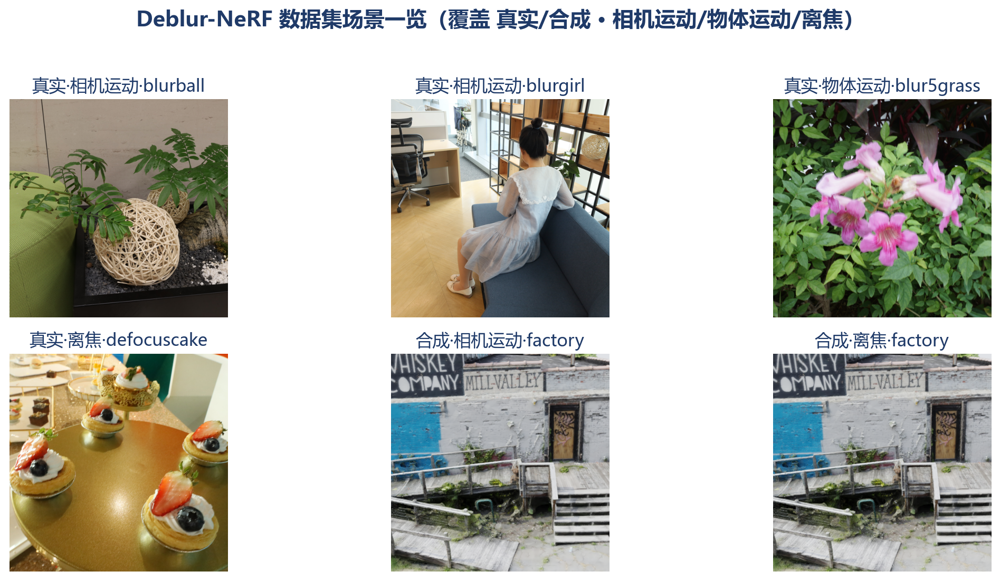 Deblur-NeRF 数据集场景一览（覆盖 真实/合成 · 相机运动/物体运动/离焦）
真实·相机运动·blurball
真实·相机运动·blurgirl
真实·物体运动·blur5grass
真实·离焦·defocuscake
合成·相机运动·factory
合成·离焦·factory
WHISKEY
COMPANY
MILL-VALLEY
WHISKEY
COMPANY
MILL-VALLEY